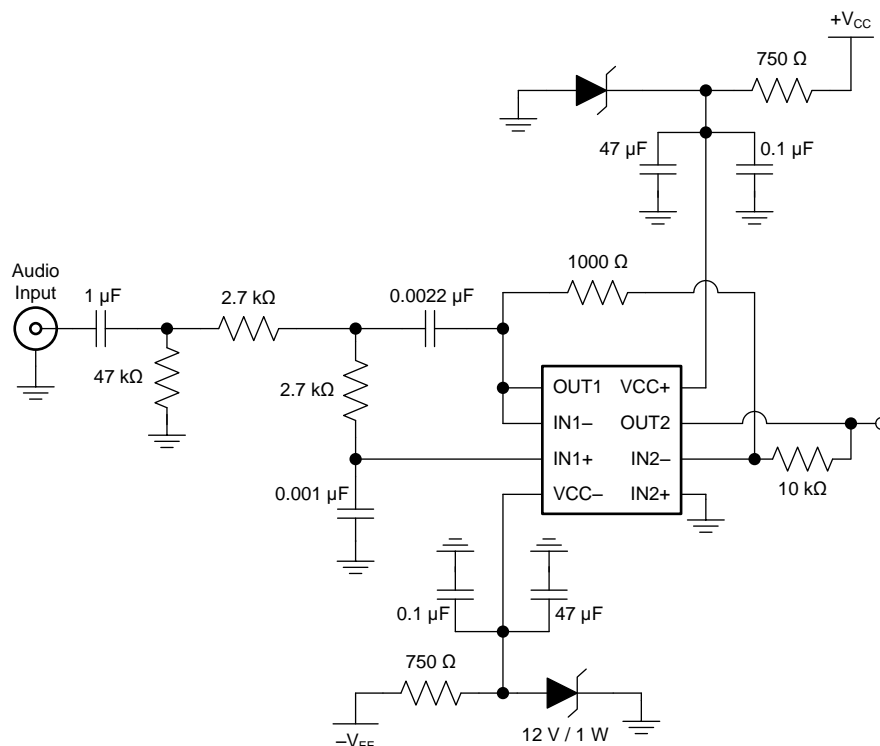 +VCC
750 Ω
47 µF
0.1 µF
Audio
Input
1 µF
2.7 kΩ
0.0022 µF
1000 Ω
47 kΩ
2.7 kΩ
OUT1
VCC+
IN1–
OUT2
IN1+
IN2–
VCC–
IN2+
10 kΩ
0.001 µF
0.1 µF
47 µF
750 Ω
12 V / 1 W
–VEE